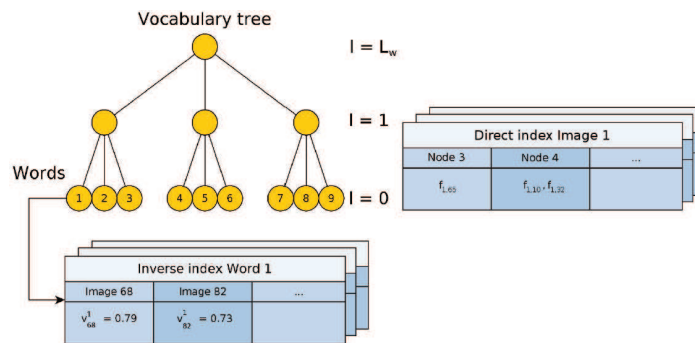 Vocabulary tree
l = L_w
l = 1
Direct index Image 1
Node 3 Node 4 ...
f_1,65 f_1,10, f_1,32
Words
1 2 3 4 5 6 7 8 9 l = 0
Inverse index Word 1
Image 68 Image 82 ...
v^1_68 = 0.79 v^1_82 = 0.73